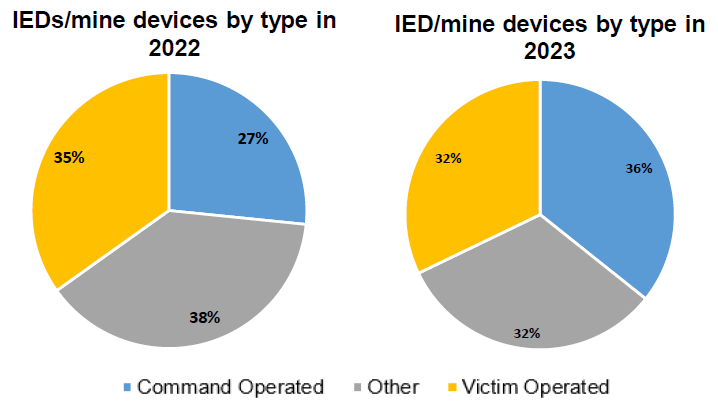 IEDs/mine devices by type in
2022
27%
35%
38%
IED/mine devices by type in
2023
36%
32%
32%
Command Operated
Other
Victim Operated